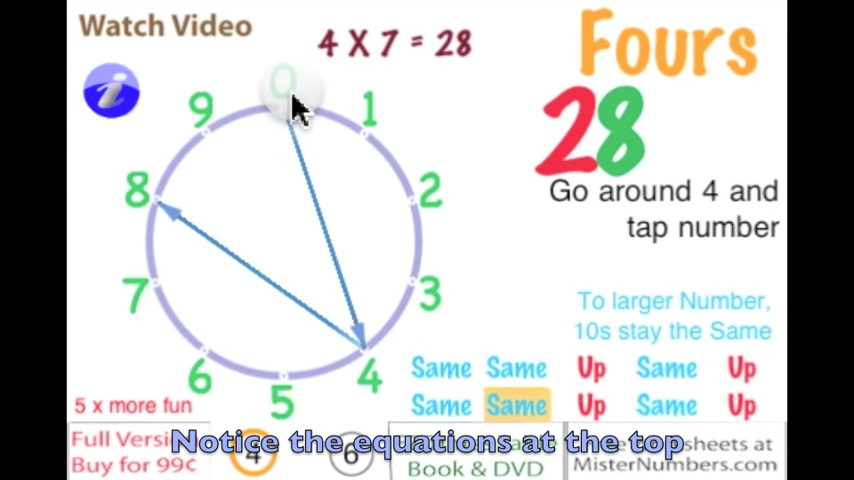 Watch Video
4 X 7 = 28
Fours
28
Go around 4 and
tap number
0
9
1
8
2
7
3
6
4
5
To larger Number,
10s stay the Same
Same Same Up Same Up
Same Same Up Same Up
5 x more fun
Full Versi
Buy for 99¢
4
6
Book & DVD
sheets at
MisterNumbers.com
Notice the equations at the top